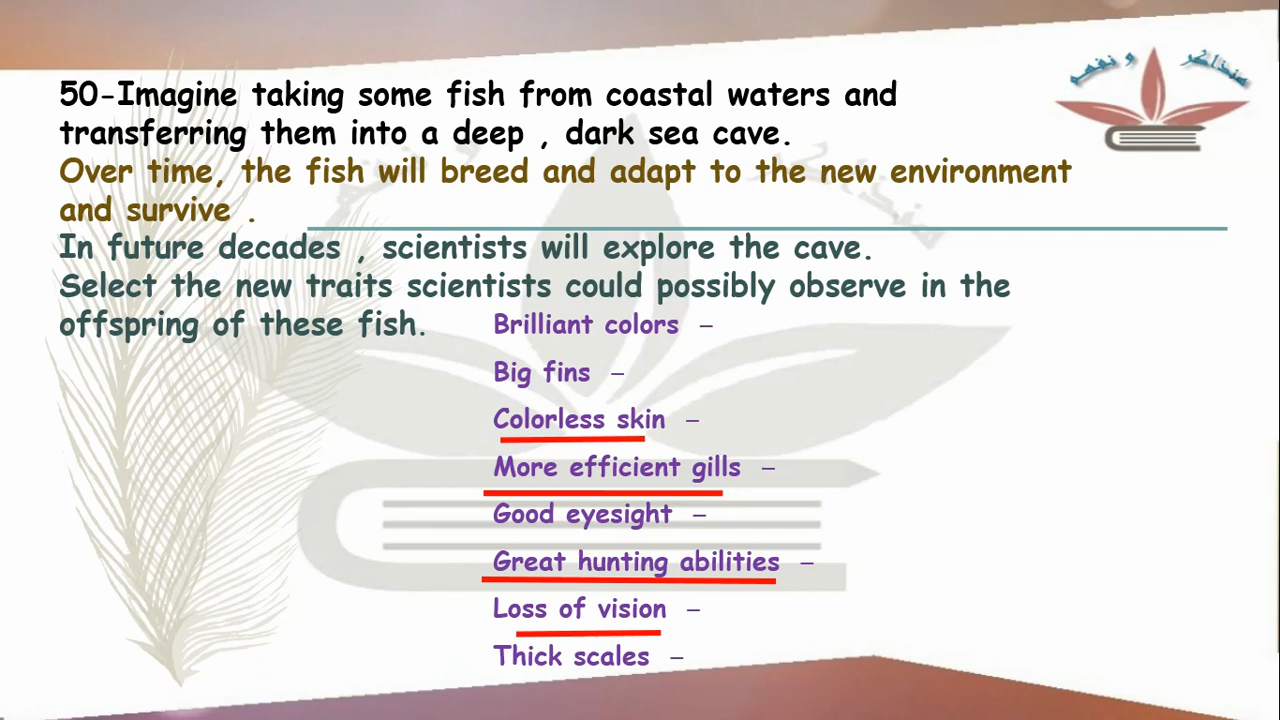 منذاكر و نفهم
50-Imagine taking some fish from coastal waters and
transferring them into a deep , dark sea cave.
Over time, the fish will breed and adapt to the new environment
and survive .
In future decades , scientists will explore the cave.
Select the new traits scientists could possibly observe in the
offspring of these fish.
Brilliant colors –
Big fins –
Colorless skin –
More efficient gills –
Good eyesight –
Great hunting abilities –
Loss of vision –
Thick scales –